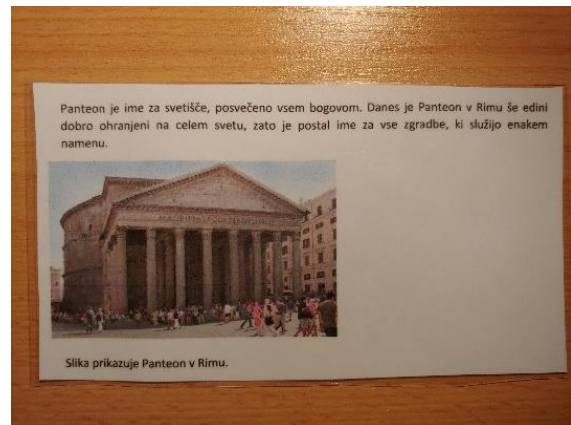 Panteon je ime za svetišče, posvečeno vsem bogovom. Danes je Panteon v Rimu še edini
dobro ohranjeni na celem svetu, zato je postal ime za vse zgradbe, ki služijo enakem
namenu.
Slika prikazuje Panteon v Rimu.